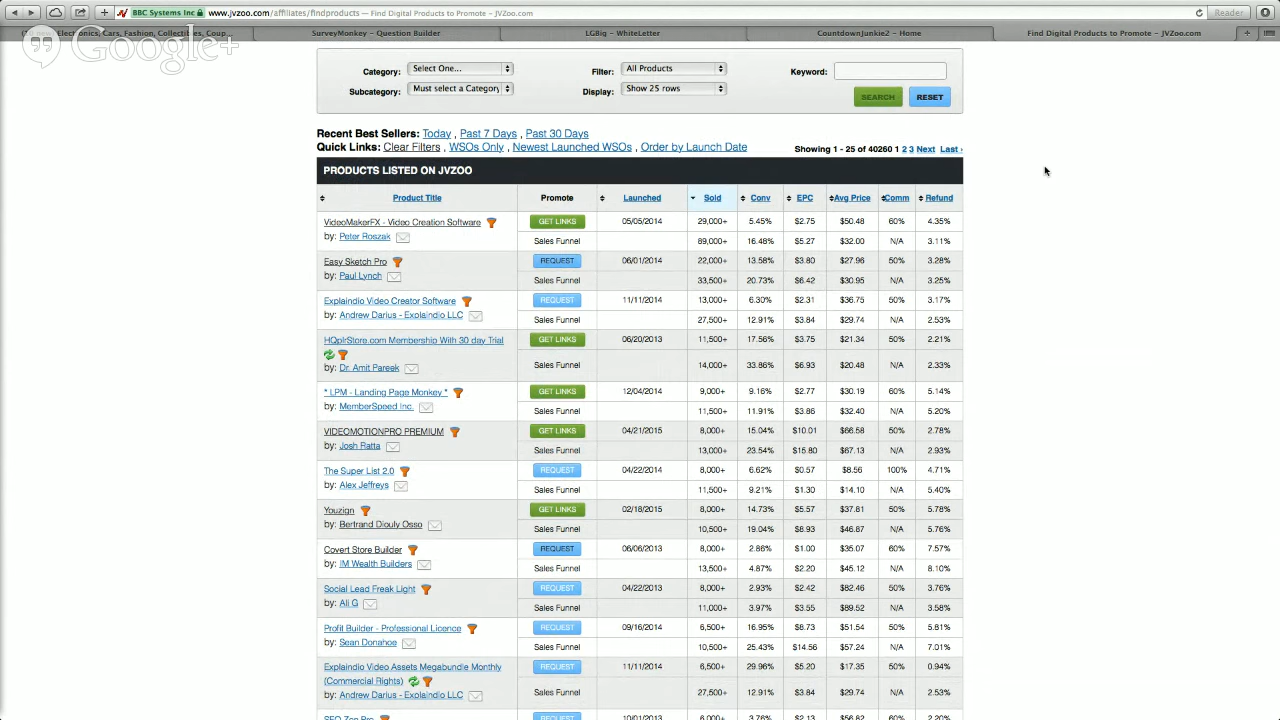 BBC Systems Inc www.jvzoo.com/affiliates/findproducts — Find Digital Products to Promote – JVZoo.com Reader
Electronics, Cars, Fashion, Collectibles, Coup... SurveyMonkey – Question Builder LGBig – WhiteLetter CountdownJunkie2 – Home Find Digital Products to Promote – JVZoo.com
Google+
Category: Select One... Filter: All Products Keyword:
Subcategory: Must select a Category Display: Show 25 rows
SEARCH RESET
Recent Best Sellers: Today , Past 7 Days , Past 30 Days
Quick Links: Clear Filters , WSOs Only , Newest Launched WSOs , Order by Launch Date Showing 1 - 25 of 40260 1 2 3 Next Last ›
PRODUCTS LISTED ON JVZOO
Product Title Promote Launched Sold Conv EPC Avg Price Comm Refund
VideoMakerFX - Video Creation Software GET LINKS 05/05/2014 29,000+ 5.45% $2.75 $50.48 60% 4.35%
by: Peter Roszak Sales Funnel 89,000+ 16.48% $5.27 $32.00 N/A 3.11%
Easy Sketch Pro REQUEST 06/01/2014 22,000+ 13.58% $3.80 $27.96 50% 3.28%
by: Paul Lynch Sales Funnel 33,500+ 20.73% $6.42 $30.95 N/A 3.25%
Explaindio Video Creator Software REQUEST 11/11/2014 13,000+ 6.30% $2.31 $36.75 50% 3.17%
by: Andrew Darius - Explaindio LLC Sales Funnel 27,500+ 12.91% $3.84 $29.74 N/A 2.53%
HQplrStore.com Membership With 30 day Trial GET LINKS 06/20/2013 11,500+ 17.56% $3.75 $21.34 50% 2.21%
by: Dr. Amit Pareek Sales Funnel 14,000+ 33.86% $6.93 $20.48 N/A 2.33%
* LPM - Landing Page Monkey * GET LINKS 12/04/2014 9,000+ 9.16% $2.77 $30.19 60% 5.14%
by: MemberSpeed Inc. Sales Funnel 11,500+ 11.91% $3.86 $32.40 N/A 5.20%
VIDEOMOTIONPRO PREMIUM GET LINKS 04/21/2015 8,000+ 15.04% $10.01 $66.58 50% 2.78%
by: Josh Ratta Sales Funnel 13,000+ 23.54% $15.80 $67.13 N/A 2.93%
The Super List 2.0 REQUEST 04/22/2014 8,000+ 6.62% $0.57 $8.56 100% 4.71%
by: Alex Jeffreys Sales Funnel 11,500+ 9.21% $1.30 $14.10 N/A 5.40%
Youzign GET LINKS 02/18/2015 8,000+ 14.73% $5.57 $37.81 50% 5.78%
by: Bertrand Diouly Osso Sales Funnel 10,500+ 19.04% $8.93 $46.87 N/A 5.76%
Covert Store Builder REQUEST 06/06/2013 8,000+ 2.86% $1.00 $35.07 60% 7.57%
by: IM Wealth Builders Sales Funnel 13,500+ 4.87% $2.20 $45.12 N/A 8.10%
Social Lead Freak Light REQUEST 04/22/2013 8,000+ 2.93% $2.42 $82.46 50% 3.76%
by: Ali G Sales Funnel 11,000+ 3.97% $3.55 $89.52 N/A 3.58%
Profit Builder - Professional Licence REQUEST 09/16/2014 6,500+ 16.95% $8.73 $51.54 50% 5.81%
by: Sean Donahoe Sales Funnel 10,500+ 25.43% $14.56 $57.24 N/A 7.01%
Explaindio Video Assets Megabundle Monthly REQUEST 11/11/2014 6,500+ 29.96% $5.20 $17.35 50% 0.94%
(Commercial Rights)
by: Andrew Darius - Explaindio LLC Sales Funnel 27,500+ 12.91% $3.84 $29.74 N/A 2.53%
SEO Zen Pro REQUEST 10/01/2013 6,000+ 3.76% $2.13 $56.82 60% 2.20%